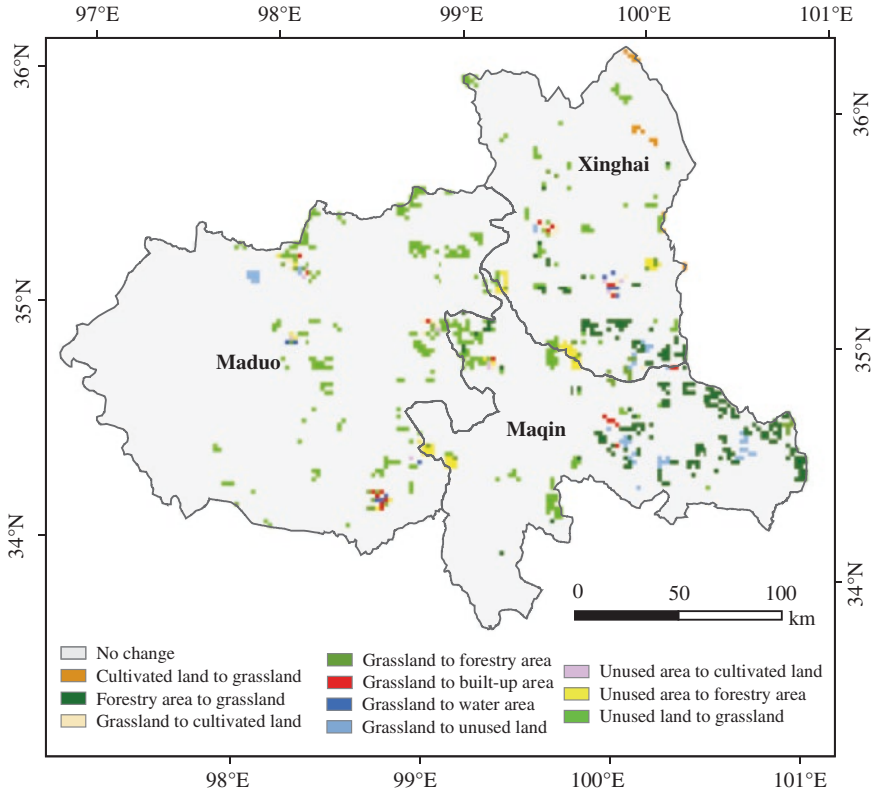 97°E 98°E 99°E 100°E 101°E
36°N
36°N
Xinghai
35°N
35°N
Maduo
Maqin
34°N
34°N
0 50 100
km
No change
Cultivated land to grassland
Forestry area to grassland
Grassland to cultivated land
Grassland to forestry area
Grassland to built-up area
Grassland to water area
Grassland to unused land
Unused area to cultivated land
Unused area to forestry area
Unused land to grassland
98°E 99°E 100°E 101°E